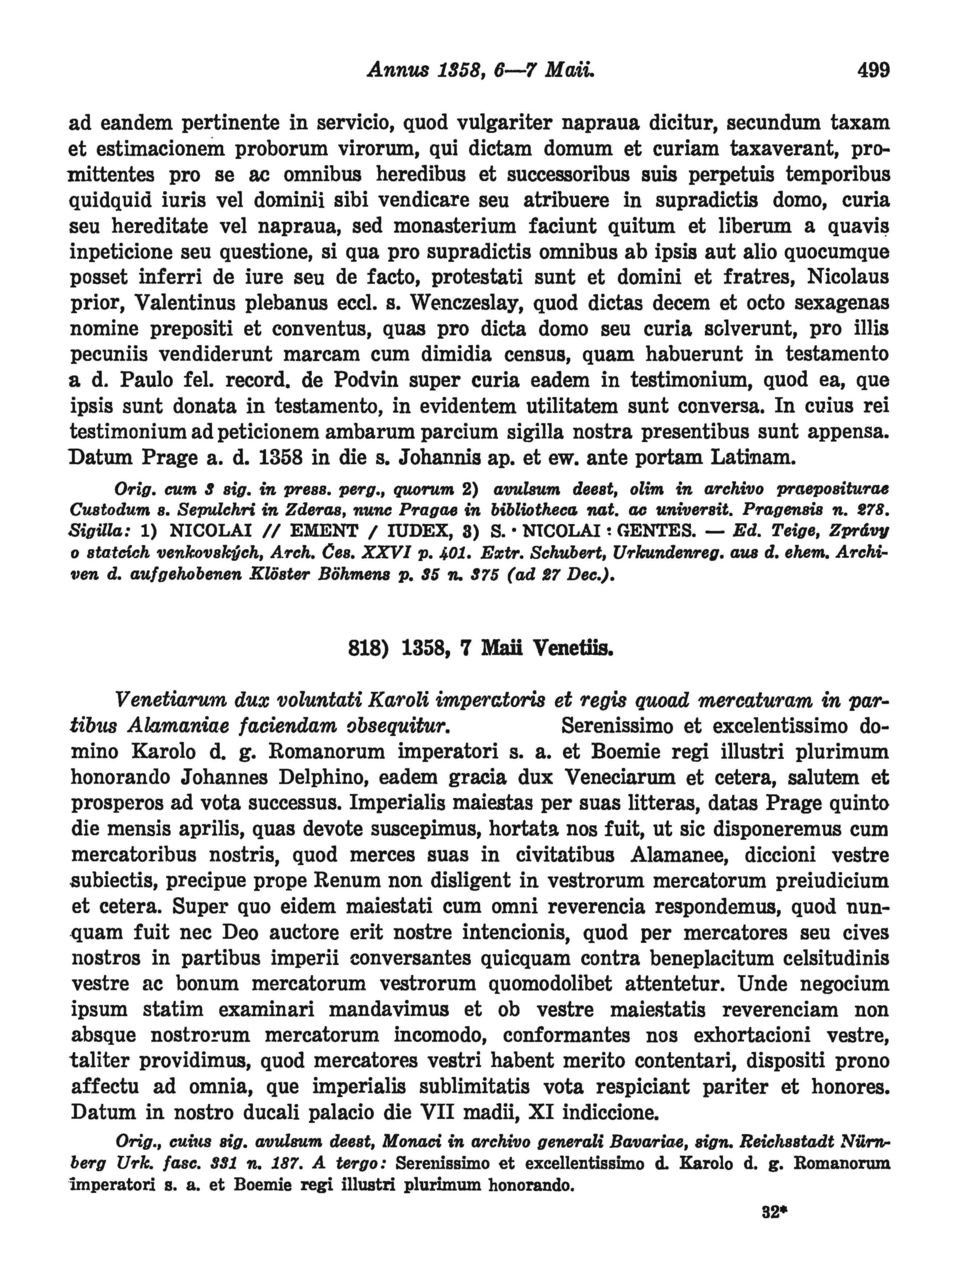 Annus 1358, 6—7 Maii. 499
ad eandem pertinente in servicio, quod vulgariter napraua dicitur, secundum taxam
et estimacionem proborum virorum, qui dictam domum et curiam taxaverant, pro-
mittentes pro se ac omnibus heredibus et successoribus suis perpetuis temporibus
quidquid iuris vel dominii sibi vendicare seu atribuere in supradictis domo, curia
seu hereditate vel napraua, sed monasterium faciunt quitum et liberum a quavis
inpeticione seu questione, si qua pro supradictis omnibus ab ipsis aut alio quocumque
posset inferri de iure seu de facto, protestati sunt et domini et fratres, Nicolaus
prior, Valentinus plebanus eccl. s. Wenczeslay, quod dictas decem et octo sexagenas
nomine prepositi et conventus, quas pro dicta domo seu curia solverunt, pro illis
pecuniis vendiderunt marcam cum dimidia census, quam habuerunt in testamento
a d. Paulo fel. record. de Podvin super curia eadem in testimonium, quod ea, que
ipsis sunt donata in testamento, in evidentem utilitatem sunt conversa. In cuius rei
testimonium ad peticionem ambarum parcium sigilla nostra presentibus sunt appensa.
Datum Prage a. d. 1358 in die s. Johannis ap. et ew. ante portam Latinam.
Orig. cum 3 sig. in press. perg., quorum 2) avulsum deest, olim in archivo praepositurae
Custodum s. Sepulchri in Zderas, nunc Pragae in bibliotheca nat. ac universit. Pragensis n. 278.
Sigilla: 1) NICOLAI // EMENT / IUDEX, 3) S. • NICOLAI : GENTES. — Ed. Teige, Zprávy
o statcích venkovských, Arch. Čes. XXVI p. 401. Extr. Schubert, Urkundenreg. aus d. ehem. Archi-
ven d. aufgehobenen Klöster Böhmens p. 35 n. 375 (ad 27 Dec.).
818) 1358, 7 Maii Venetiis.
Venetiarum dux voluntati Karoli imperatoris et regis quoad mercaturam in par-
tibus Alamaniae faciendam obsequitur. Serenissimo et excelentissimo do-
mino Karolo d. g. Romanorum imperatori s. a. et Boemie regi illustri plurimum
honorando Johannes Delphino, eadem gracia dux Veneciarum et cetera, salutem et
prosperos ad vota successus. Imperialis maiestas per suas litteras, datas Prage quinto
die mensis aprilis, quas devote suscepimus, hortata nos fuit, ut sic disponeremus cum
mercatoribus nostris, quod merces suas in civitatibus Alamanee, diccioni vestre
subiectis, precipue prope Renum non disligent in vestrorum mercatorum preiudicium
et cetera. Super quo eidem maiestati cum omni reverencia respondemus, quod nun-
quam fuit nec Deo auctore erit nostre intencionis, quod per mercatores seu cives
nostros in partibus imperii conversantes quicquam contra beneplacitum celsitudinis
vestre ac bonum mercatorum vestrorum quomodolibet attentetur. Unde negocium
ipsum statim examinari mandavimus et ob vestre maiestatis reverenciam non
absque nostrorum mercatorum incomodo, conformantes nos exhortacioni vestre,
taliter providimus, quod mercatores vestri habent merito contentari, dispositi prono
affectu ad omnia, que imperialis sublimitatis vota respiciant pariter et honores.
Datum in nostro ducali palacio die VII madii, XI indiccione.
Orig., cuius sig. avulsum deest, Monaci in archivo generali Bavariae, sign. Reichsstadt Nürn-
berg Urk. fasc. 331 n. 187. A tergo: Serenissimo et excellentissimo d. Karolo d. g. Romanorum
imperatori s. a. et Boemie regi illustri plurimum honorando.
32*